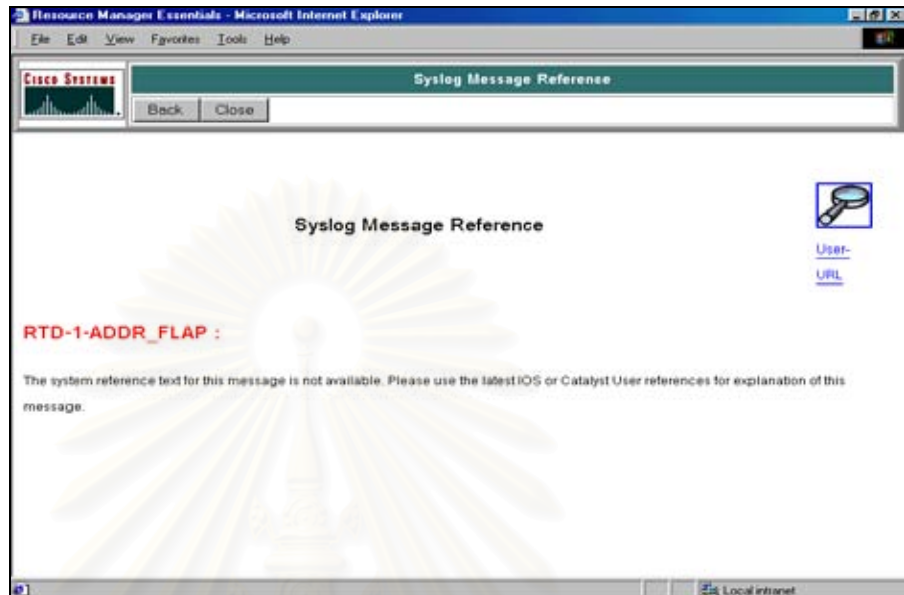 Resource Manager Essentials - Microsoft Internet Explorer
File Edit View Favorites Tools Help
CISCO SYSTEMS
Syslog Message Reference
Back Close
Syslog Message Reference
User-
URL
RTD-1-ADDR_FLAP :
The system reference text for this message is not available. Please use the latest IOS or Catalyst User references for explanation of this
message.
Local intranet